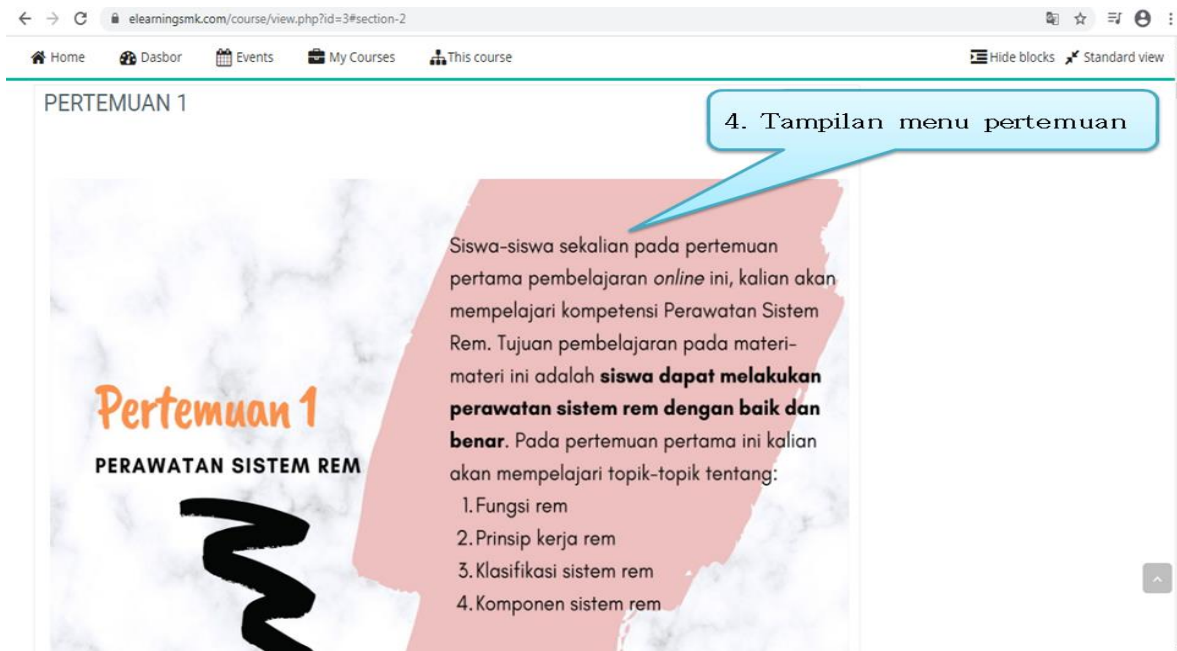 elearningsmk.com/course/view.php?id=3#section-2
Home Dasbor Events My Courses This course Hide blocks Standard view
PERTEMUAN 1
4. Tampilan menu pertemuan
Pertemuan 1
PERAWATAN SISTEM REM
Siswa-siswa sekalian pada pertemuan
pertama pembelajaran online ini, kalian akan
mempelajari kompetensi Perawatan Sistem
Rem. Tujuan pembelajaran pada materi-
materi ini adalah siswa dapat melakukan
perawatan sistem rem dengan baik dan
benar. Pada pertemuan pertama ini kalian
akan mempelajari topik-topik tentang:
1. Fungsi rem
2. Prinsip kerja rem
3. Klasifikasi sistem rem
4. Komponen sistem rem